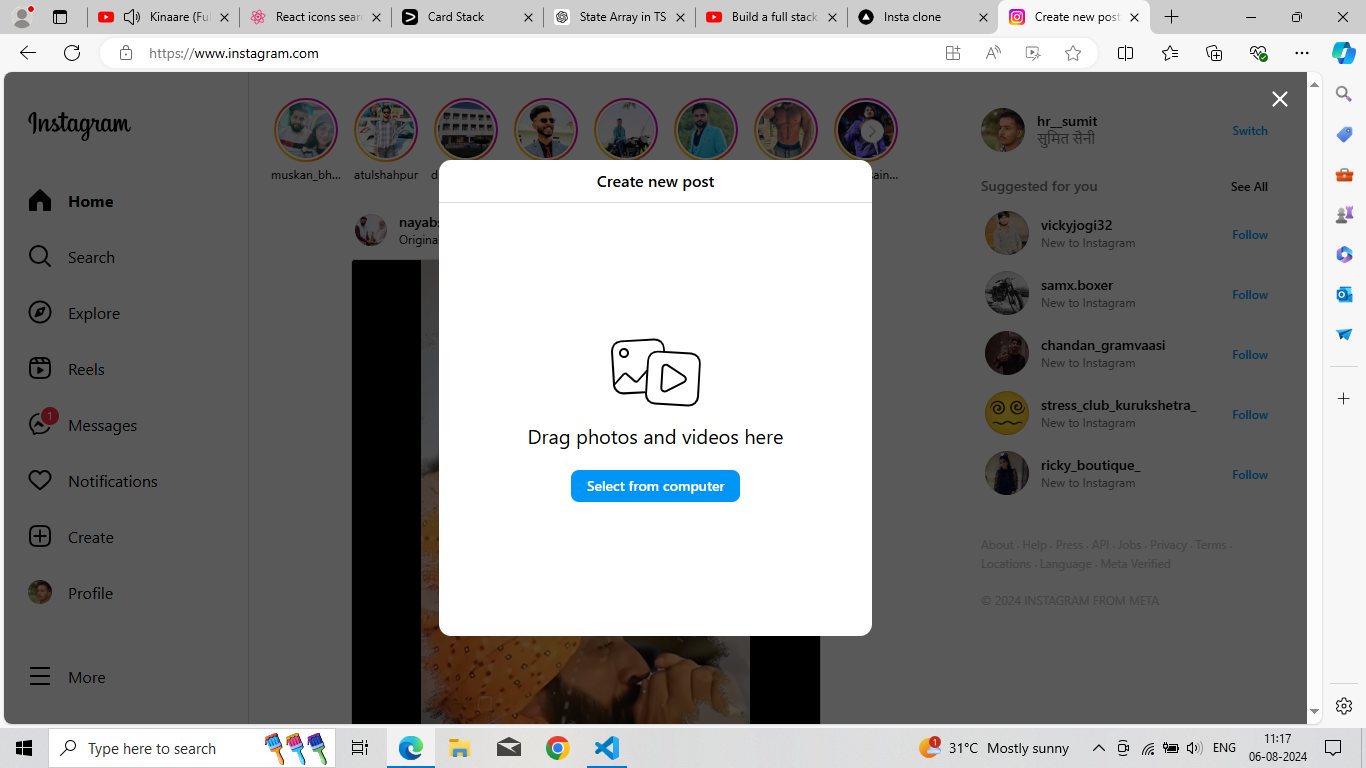 Kinaare (Ful
React icons sear
Card Stack
State Array in TS
Build a full stack
Insta clone
Create new post
https://www.instagram.com
Instagram
Home
Search
Explore
Reels
1
Messages
Notifications
Create
Profile
More
muskan_bh...
atulshahpur
Origina
Create new post
Drag photos and videos here
Select from computer
hr__sumit
सुमित सैनी
Switch
Suggested for you
See All
vickyjogi32
New to Instagram
Follow
samx.boxer
New to Instagram
Follow
chandan_gramvaasi
New to Instagram
Follow
stress_club_kurukshetra_
New to Instagram
Follow
ricky_boutique_
New to Instagram
Follow
About · Help · Press · API · Jobs · Privacy · Terms ·
Locations · Language · Meta Verified
© 2024 INSTAGRAM FROM META
Type here to search
1
31°C Mostly sunny
ENG
11:17
06-08-2024